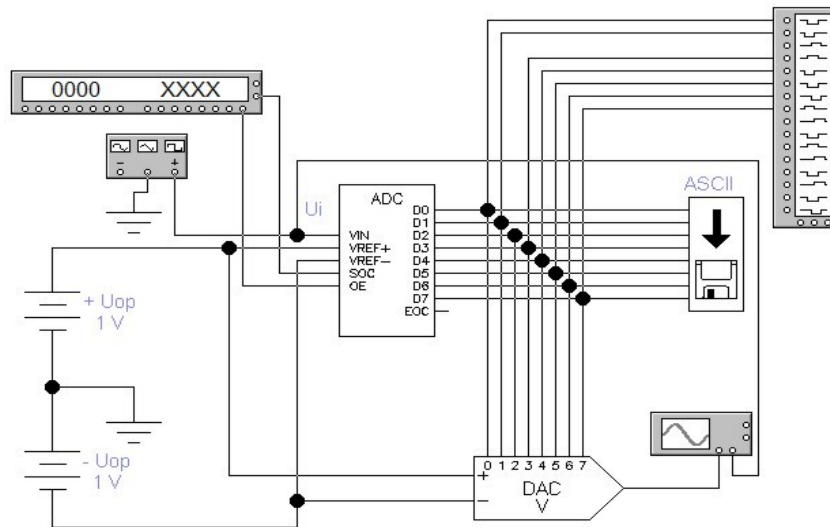 0000 XXXX
− +
Ui
ADC
VIN
VREF+
VREF−
SOC
OE
D0
D1
D2
D3
D4
D5
D6
D7
EOC
ASCII
+ Uop
1 V
- Uop
1 V
0 1 2 3 4 5 6 7
+
−
DAC
V